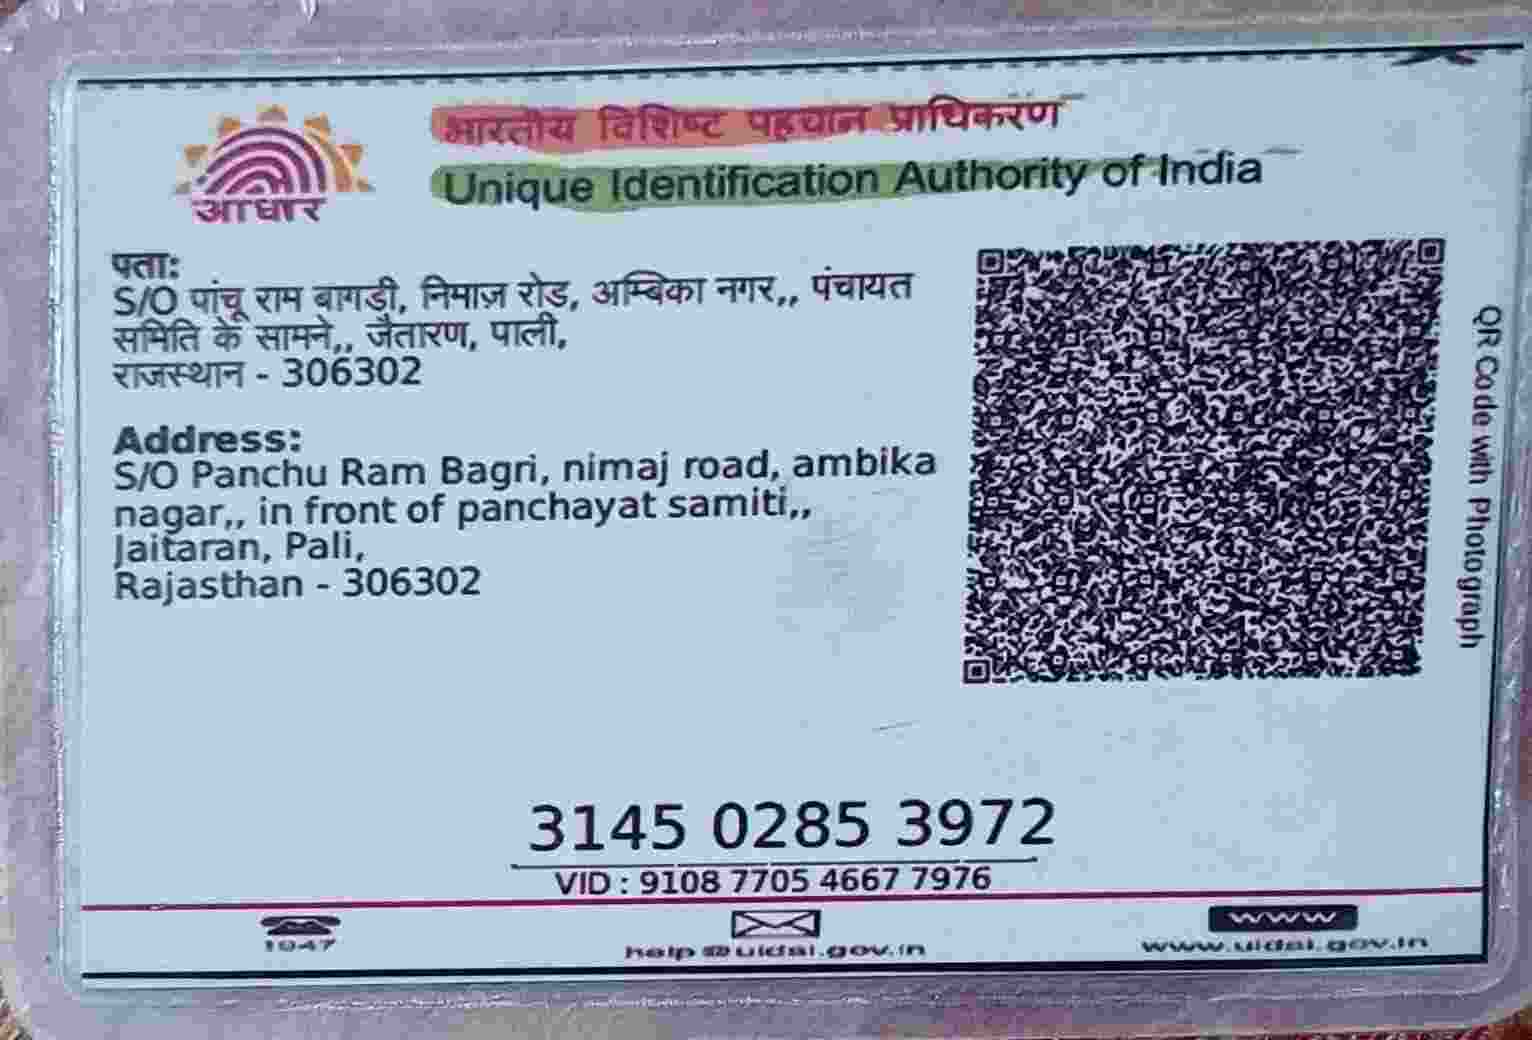 भारतीय विशिष्ट पहचान प्राधिकरण
Unique Identification Authority of India
आधार
पता:
S/O पांचू राम बागड़ी, निमाज़ रोड, अम्बिका नगर,, पंचायत
समिति के सामने,, जैतारण, पाली,
राजस्थान - 306302
Address:
S/O Panchu Ram Bagri, nimaj road, ambika
nagar,, in front of panchayat samiti,,
Jaitaran, Pali,
Rajasthan - 306302
QR Code with Photograph
3145 0285 3972
VID : 9108 7705 4667 7976
1947
help@uidai.gov.in
www
www.uidai.gov.in